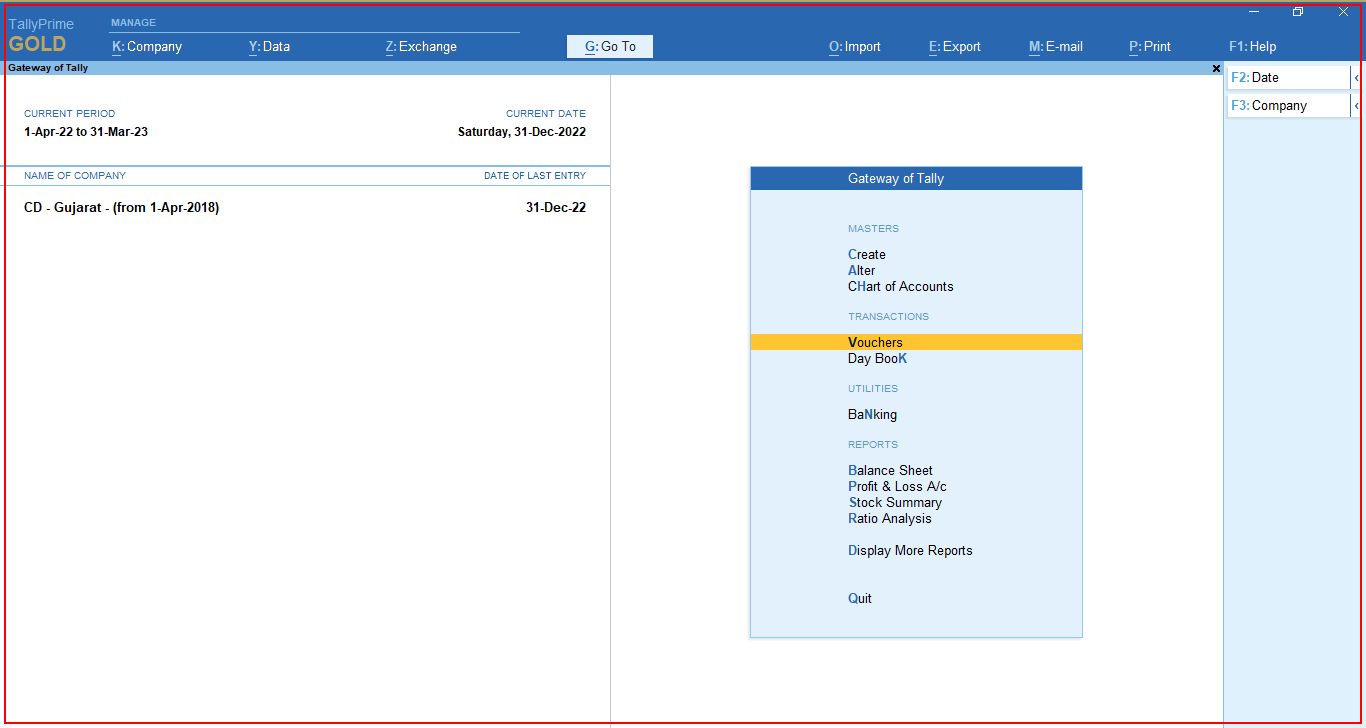 TallyPrime
GOLD
MANAGE
K: Company Y: Data Z: Exchange G: Go To O: Import E: Export M: E-mail P: Print F1: Help
Gateway of Tally
F2: Date
F3: Company
CURRENT PERIOD CURRENT DATE
1-Apr-22 to 31-Mar-23 Saturday, 31-Dec-2022
NAME OF COMPANY DATE OF LAST ENTRY
CD - Gujarat - (from 1-Apr-2018) 31-Dec-22
Gateway of Tally
MASTERS
Create
Alter
CHart of Accounts
TRANSACTIONS
Vouchers
Day BooK
UTILITIES
BaNking
REPORTS
Balance Sheet
Profit & Loss A/c
Stock Summary
Ratio Analysis
Display More Reports
Quit